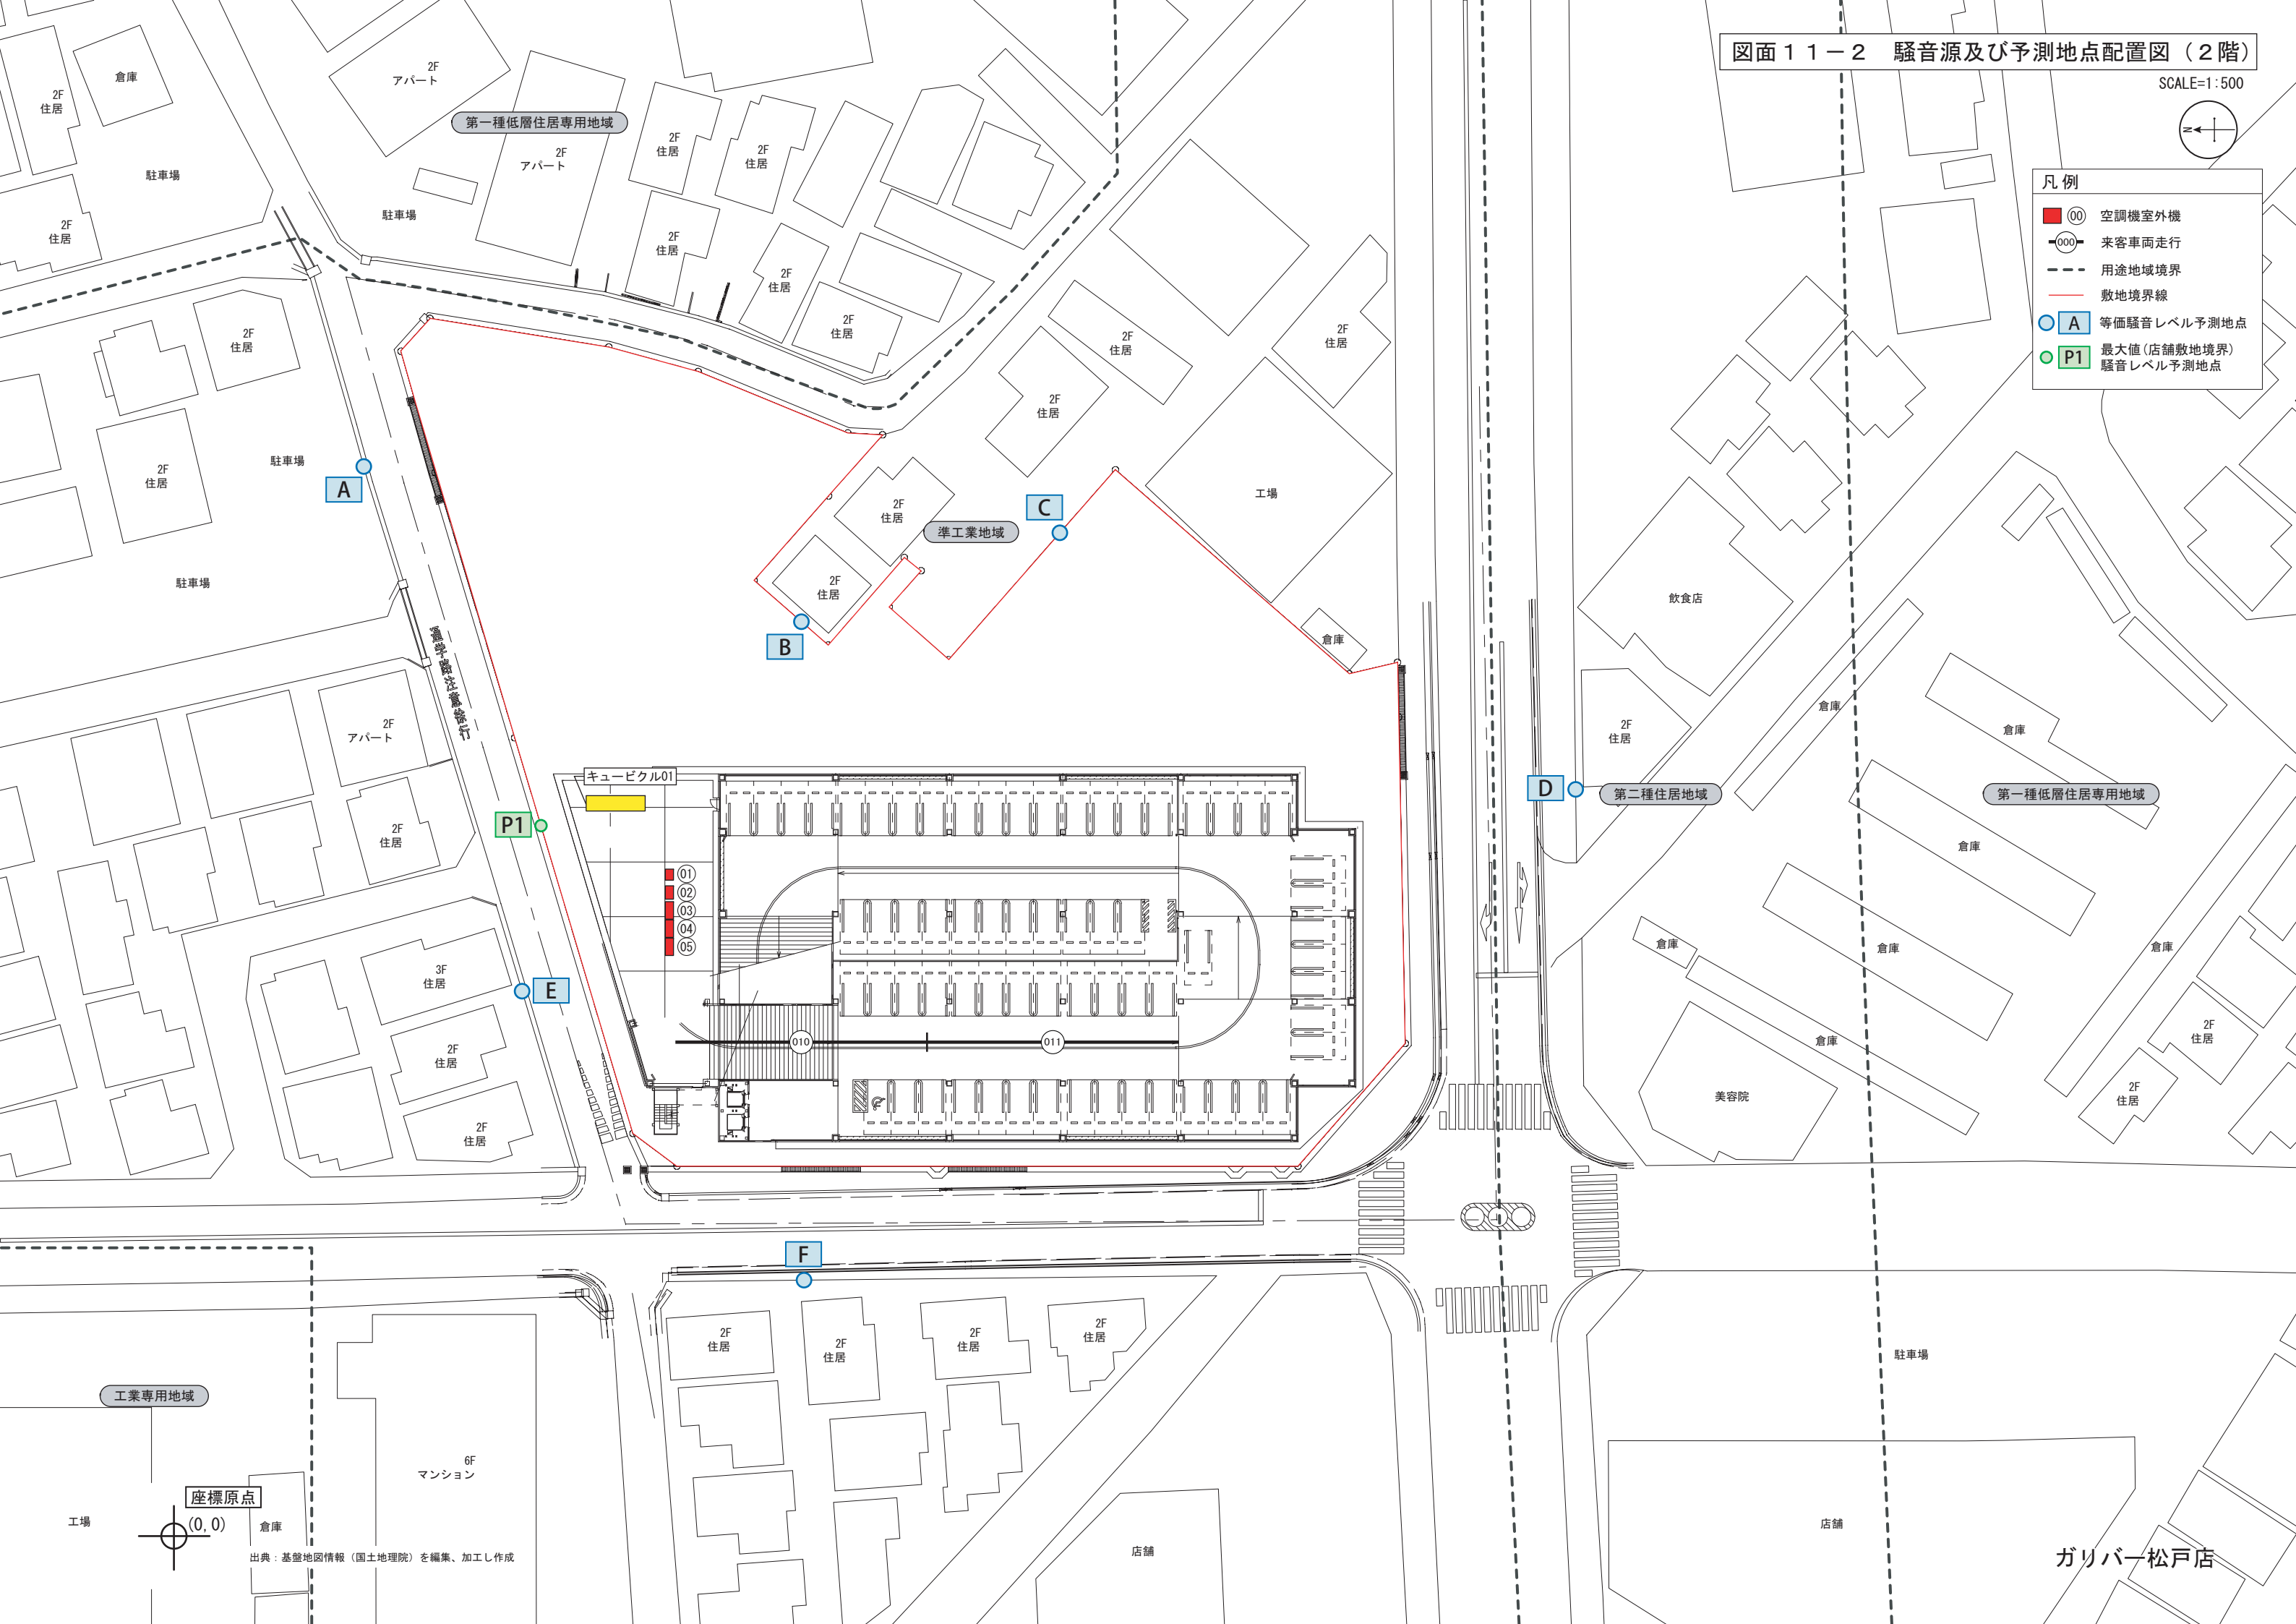 図面１１－２　騒音源及び予測地点配置図（２階）
SCALE=1:500
N
凡例
00 空調機室外機
000 来客車両走行
用途地域境界
敷地境界線
A 等価騒音レベル予測地点
P1 最大値(店舗敷地境界)
騒音レベル予測地点
倉庫
2F
住居
2F
アパート
第一種低層住居専用地域
2F
アパート
駐車場
駐車場
2F
住居
2F
住居
2F
住居
2F
住居
2F
住居
2F
住居
2F
住居
2F
住居
2F
住居
2F
住居
2F
住居
2F
住居
駐車場
A
駐車場
2F
住居
2F
住居
準工業地域
C
B
工場
倉庫
飲食店
通学路注意徐行
2F
アパート
2F
住居
キュービクル01
P1
01
02
03
04
05
2F
住居
D
第二種住居地域
倉庫
倉庫
第一種低層住居専用地域
倉庫
倉庫
倉庫
倉庫
倉庫
3F
住居
E
2F
住居
2F
住居
010
011
美容院
2F
住居
2F
住居
F
2F
住居
2F
住居
2F
住居
2F
住居
駐車場
工業専用地域
6F
マンション
座標原点
(0,0)
工場
倉庫
店舗
店舗
出典：基盤地図情報（国土地理院）を編集、加工し作成
ガリバー松戸店